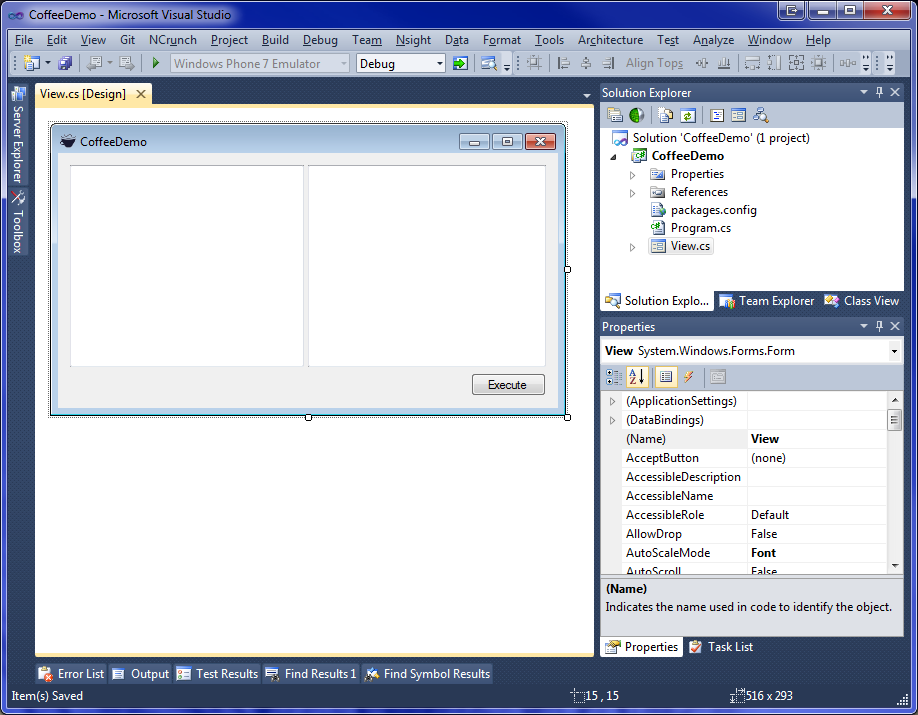 CoffeeDemo - Microsoft Visual Studio
File Edit View Git NCrunch Project Build Debug Team Nsight Data Format Tools Architecture Test Analyze Window Help
Windows Phone 7 Emulator Debug Align Tops
Server Explorer
Toolbox
View.cs [Design]
CoffeeDemo
Execute
Solution Explorer
Solution 'CoffeeDemo' (1 project)
CoffeeDemo
Properties
References
packages.config
Program.cs
View.cs
Solution Explo... Team Explorer Class View
Properties
View System.Windows.Forms.Form
(ApplicationSettings)
(DataBindings)
(Name) View
AcceptButton (none)
AccessibleDescription
AccessibleName
AccessibleRole Default
AllowDrop False
AutoScaleMode Font
AutoScroll False
(Name)
Indicates the name used in code to identify the object.
Properties Task List
Error List Output Test Results Find Results 1 Find Symbol Results
Item(s) Saved 15 , 15 516 x 293